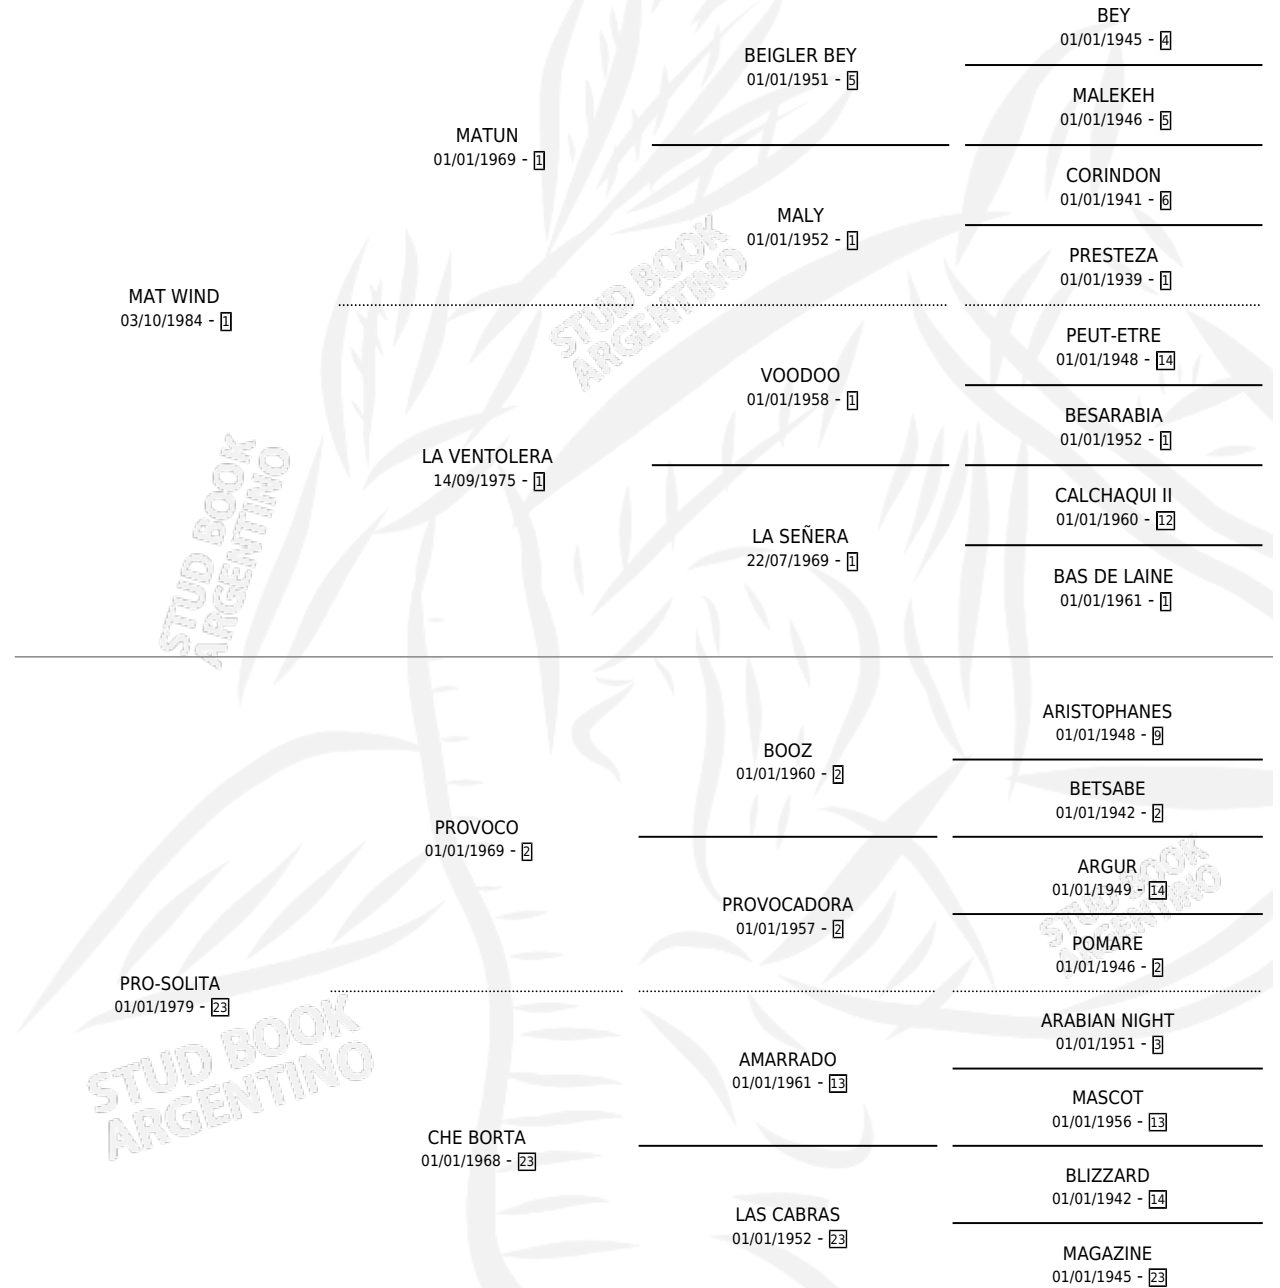 BEY
01/01/1945 - 4
BEIGLER BEY
01/01/1951 - 5
MALEKEH
01/01/1946 - 5
MATUN
01/01/1969 - 1
CORINDON
01/01/1941 - 6
MALY
01/01/1952 - 1
PRESTEZA
01/01/1939 - 1
MAT WIND
03/10/1984 - 1
PEUT-ETRE
01/01/1948 - 14
VOODOO
01/01/1958 - 1
BESARABIA
01/01/1952 - 1
LA VENTOLERA
14/09/1975 - 1
CALCHAQUI II
01/01/1960 - 12
LA SEÑERA
22/07/1969 - 1
BAS DE LAINE
01/01/1961 - 1
STUD BOOK
ARGENTINO
STUD BOOK
ARGENTINO
ARISTOPHANES
01/01/1948 - 9
BOOZ
01/01/1960 - 2
BETSABE
01/01/1942 - 2
PROVOCO
01/01/1969 - 2
ARGUR
01/01/1949 - 14
PROVOCADORA
01/01/1957 - 2
POMARE
01/01/1946 - 2
PRO-SOLITA
01/01/1979 - 23
ARABIAN NIGHT
01/01/1951 - 3
AMARRADO
01/01/1961 - 13
MASCOT
01/01/1956 - 13
CHE BORTA
01/01/1968 - 23
BLIZZARD
01/01/1942 - 14
LAS CABRAS
01/01/1952 - 23
MAGAZINE
01/01/1945 - 23
STUD BOOK
ARGENTINO
STUD BOOK
ARGENTINO